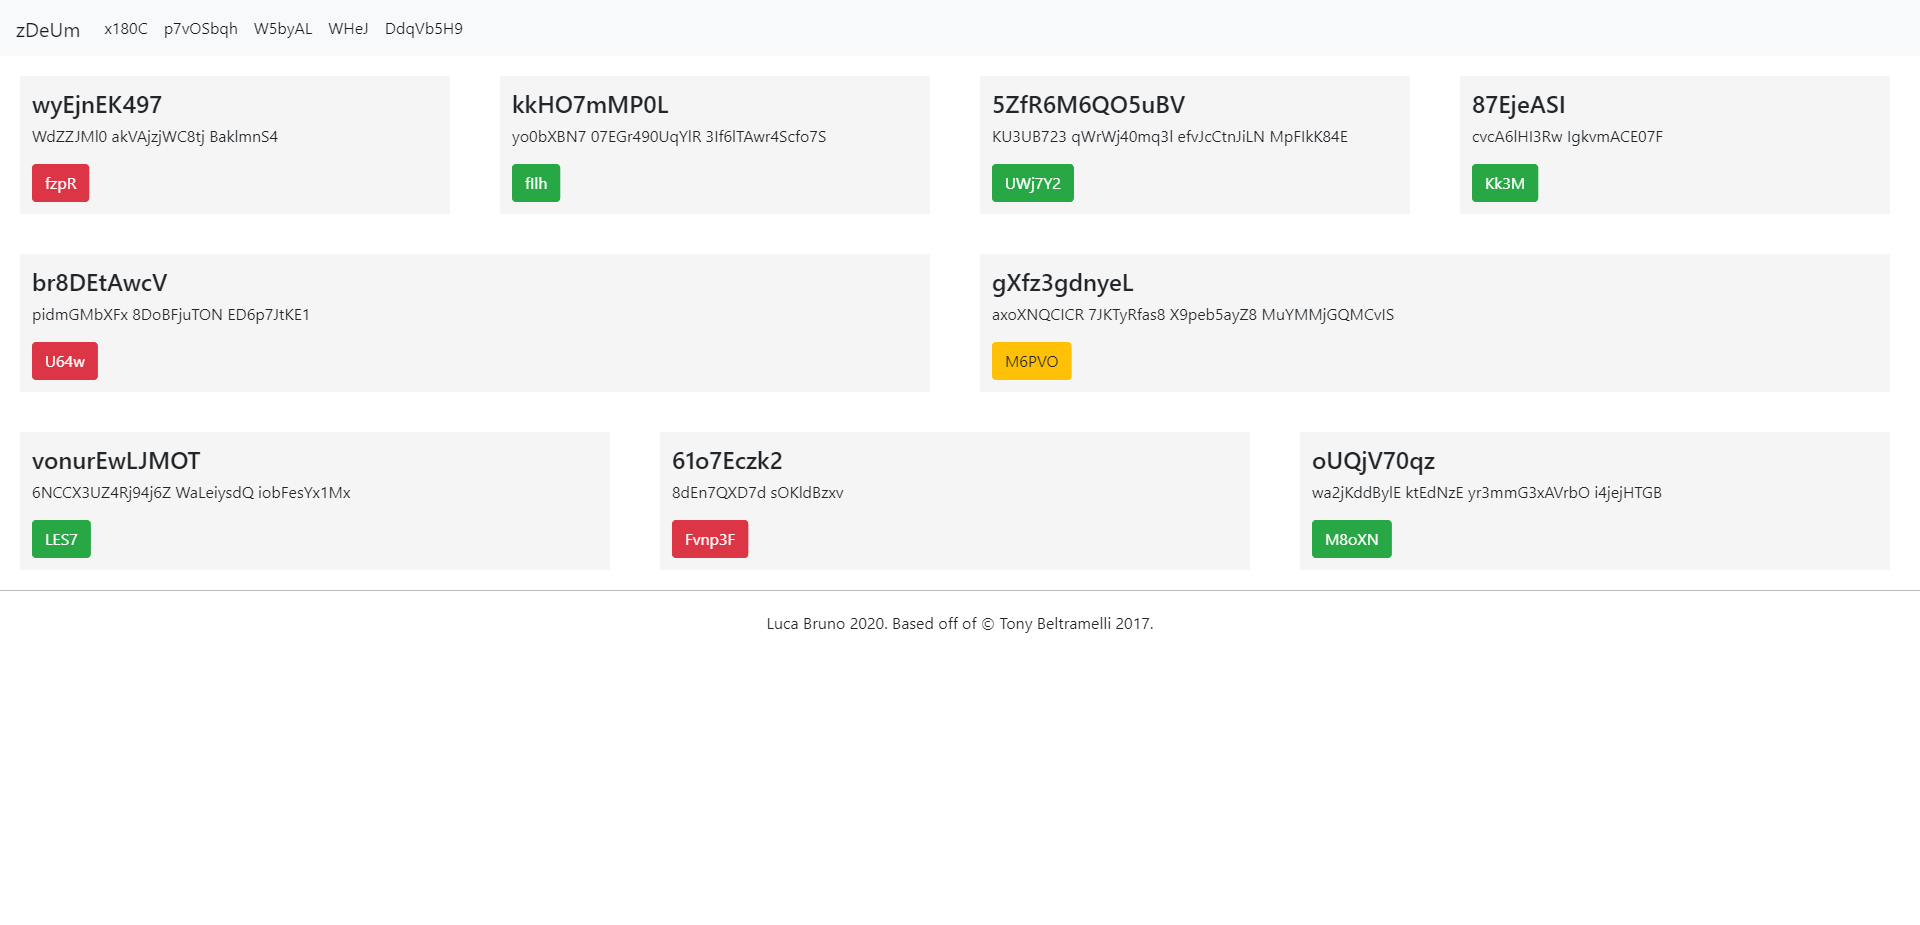 zDeUm x180C p7vOSbqh W5byAL WHeJ DdqVb5H9
wyEjnEK497
WdZZJMl0 akVAjzjWC8tj BaklmnS4
fzpR
kkHO7mMP0L
yo0bXBN7 07EGr490UqYlR 3If6lTAwr4Scfo7S
fIlh
5ZfR6M6QO5uBV
KU3UB723 qWrWj40mq3l efvJcCtnJiLN MpFIkK84E
UWj7Y2
87EjeASI
cvcA6lHI3Rw IgkvmACE07F
Kk3M
br8DEtAwcV
pidmGMbXFx 8DoBFjuTON ED6p7JtKE1
U64w
gXfz3gdnyeL
axoXNQCICR 7JKTyRfas8 X9peb5ayZ8 MuYMMjGQMCvIS
M6PVO
vonurEwLJMOT
6NCCX3UZ4Rj94j6Z WaLeiysdQ iobFesYx1Mx
LES7
61o7Eczk2
8dEn7QXD7d sOKldBzxv
Fvnp3F
oUQjV70qz
wa2jKddBylE ktEdNzE yr3mmG3xAVrbO i4jejHTGB
M8oXN
Luca Bruno 2020. Based off of © Tony Beltramelli 2017.